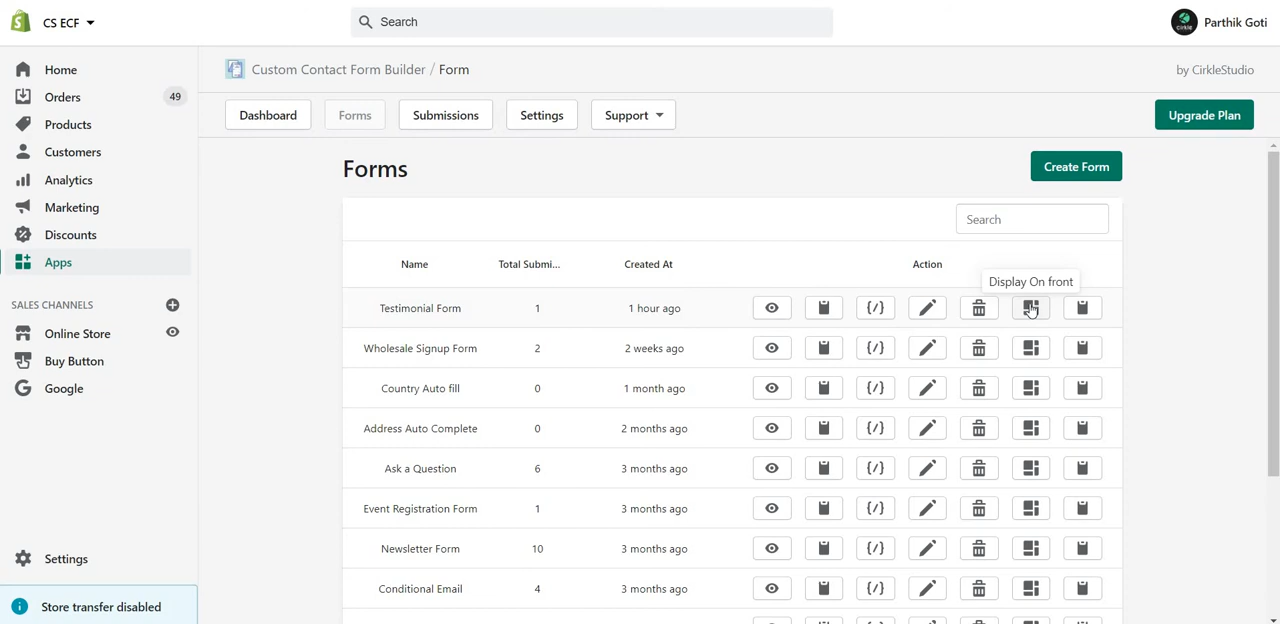 CS ECF
Search
Parthik Goti
Home
Orders
49
Products
Customers
Analytics
Marketing
Discounts
Apps
SALES CHANNELS
Online Store
Buy Button
Google
Settings
Store transfer disabled
Custom Contact Form Builder / Form
by CirkleStudio
Dashboard
Forms
Submissions
Settings
Support
Upgrade Plan
Forms
Create Form
Search
Name Total Submi... Created At Action
Display On front
Testimonial Form 1 1 hour ago {/}
Wholesale Signup Form 2 2 weeks ago {/}
Country Auto fill 0 1 month ago {/}
Address Auto Complete 0 2 months ago {/}
Ask a Question 6 3 months ago {/}
Event Registration Form 1 3 months ago {/}
Newsletter Form 10 3 months ago {/}
Conditional Email 4 3 months ago {/}